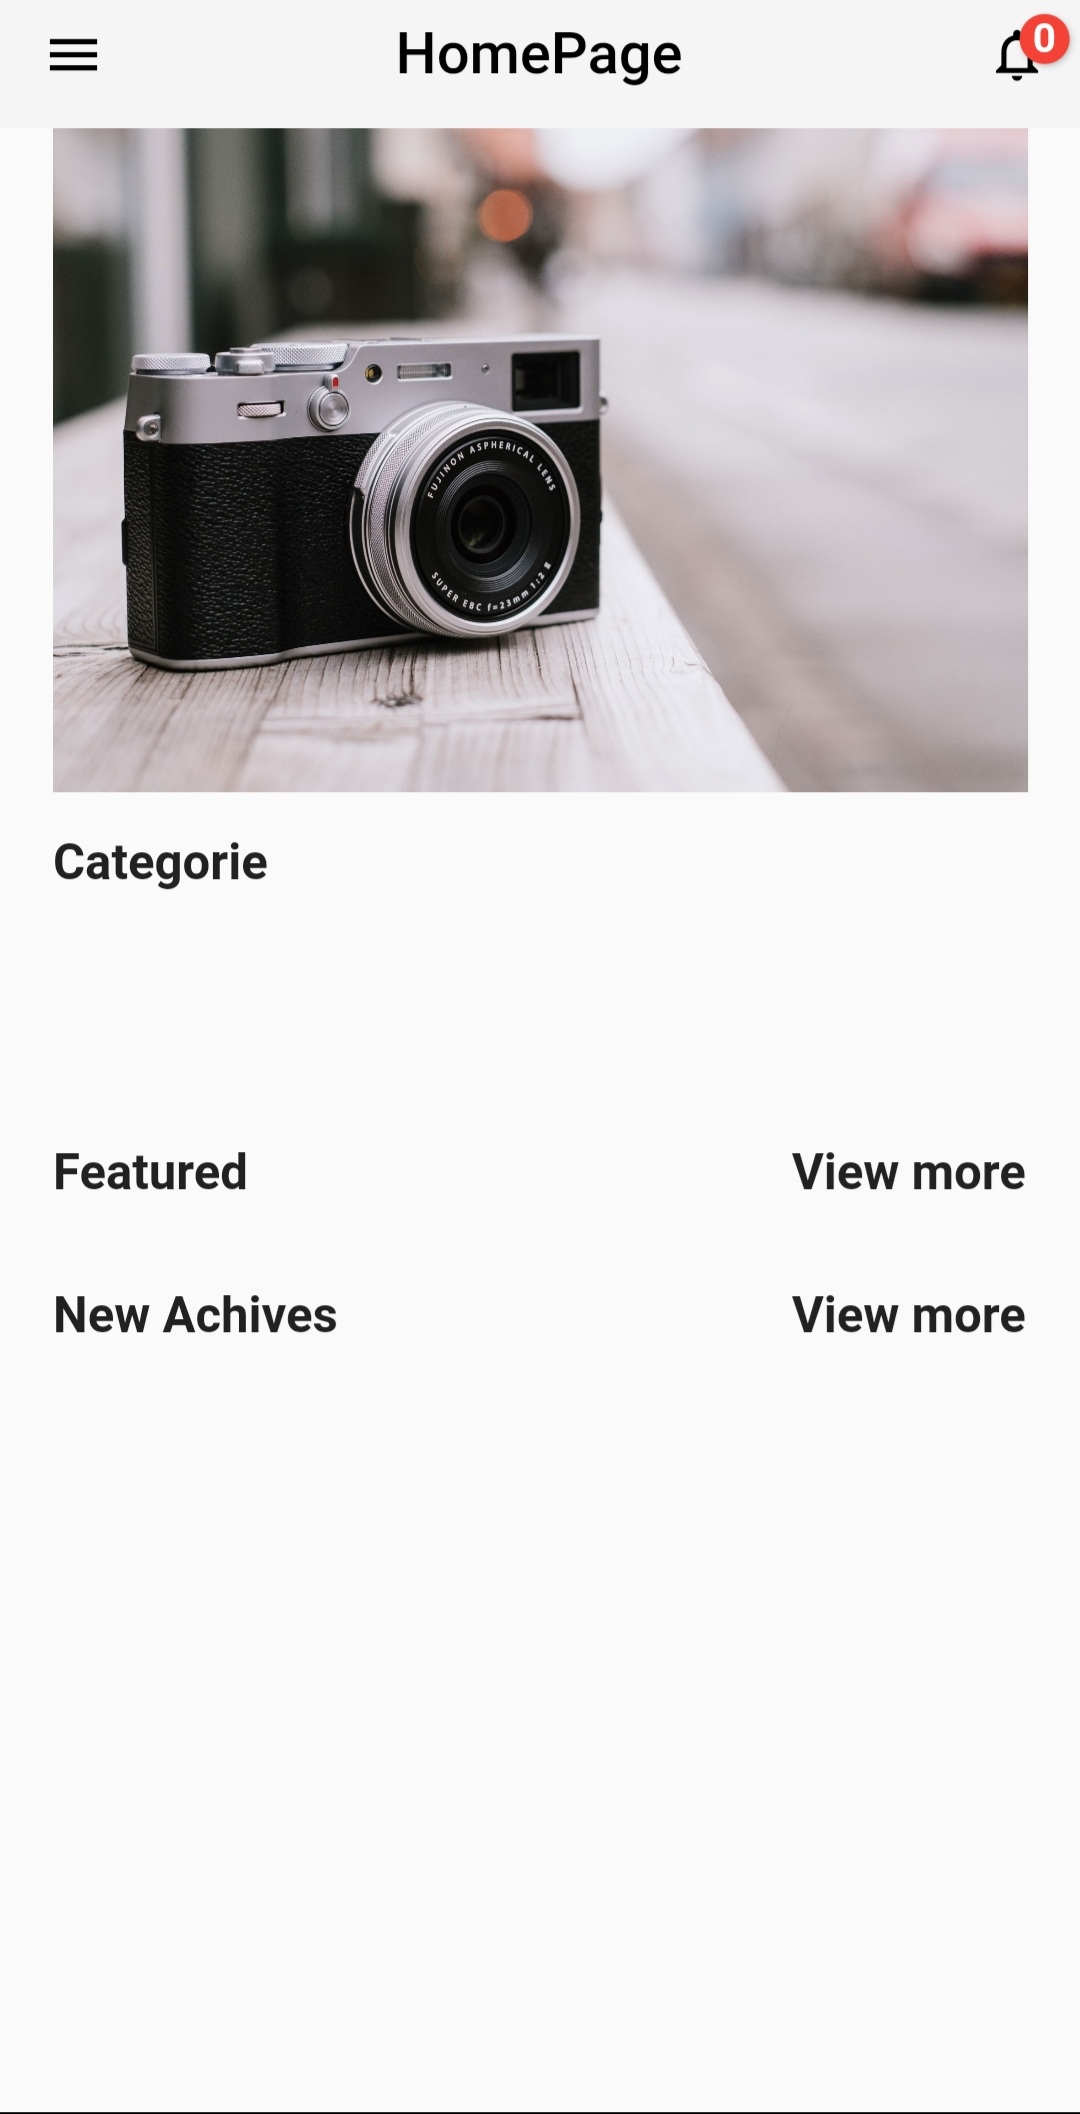 HomePage
0
FUJINON ASPHERICAL LENS
SUPER EBC f=23mm 1:2 II
Categorie
Featured View more
New Achives View more